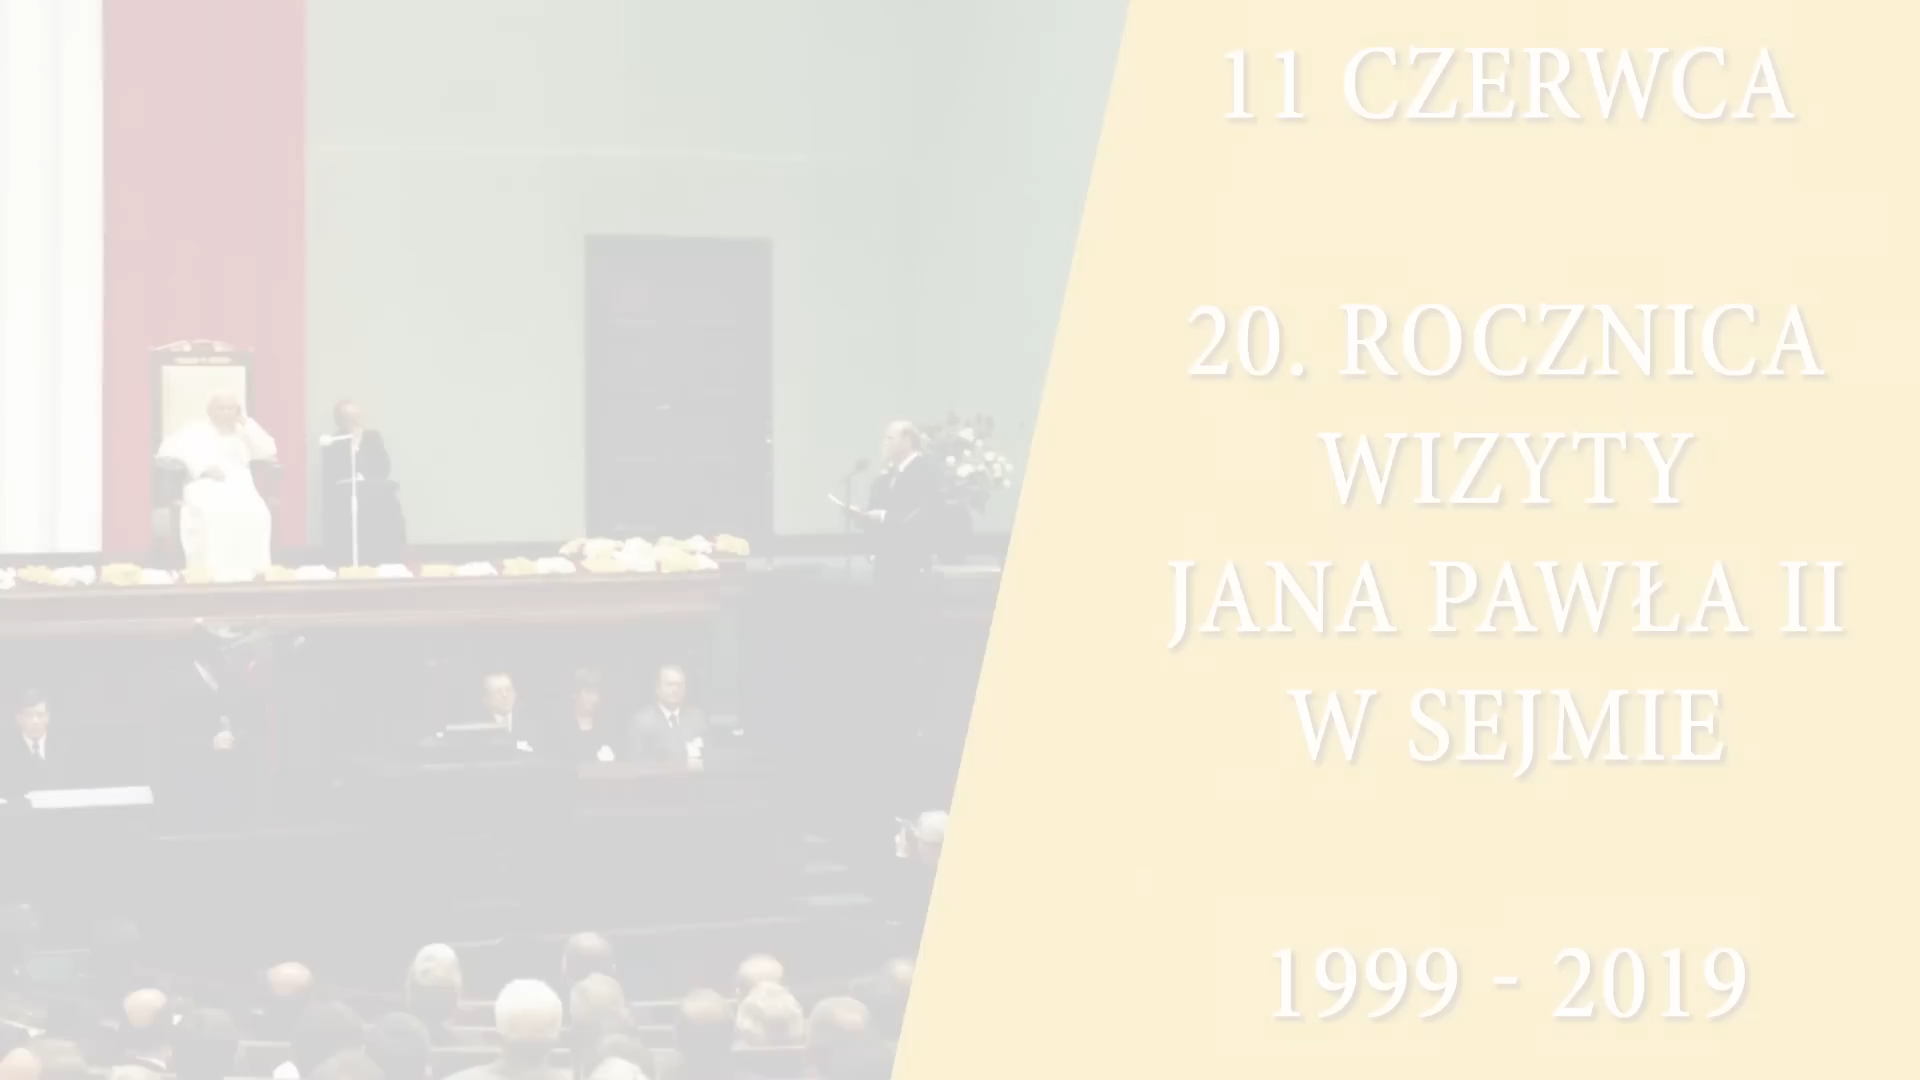 11 CZERWCA
20. ROCZNICA
WIZYTY
JANA PAWŁA II
W SEJMIE
1999 - 2019